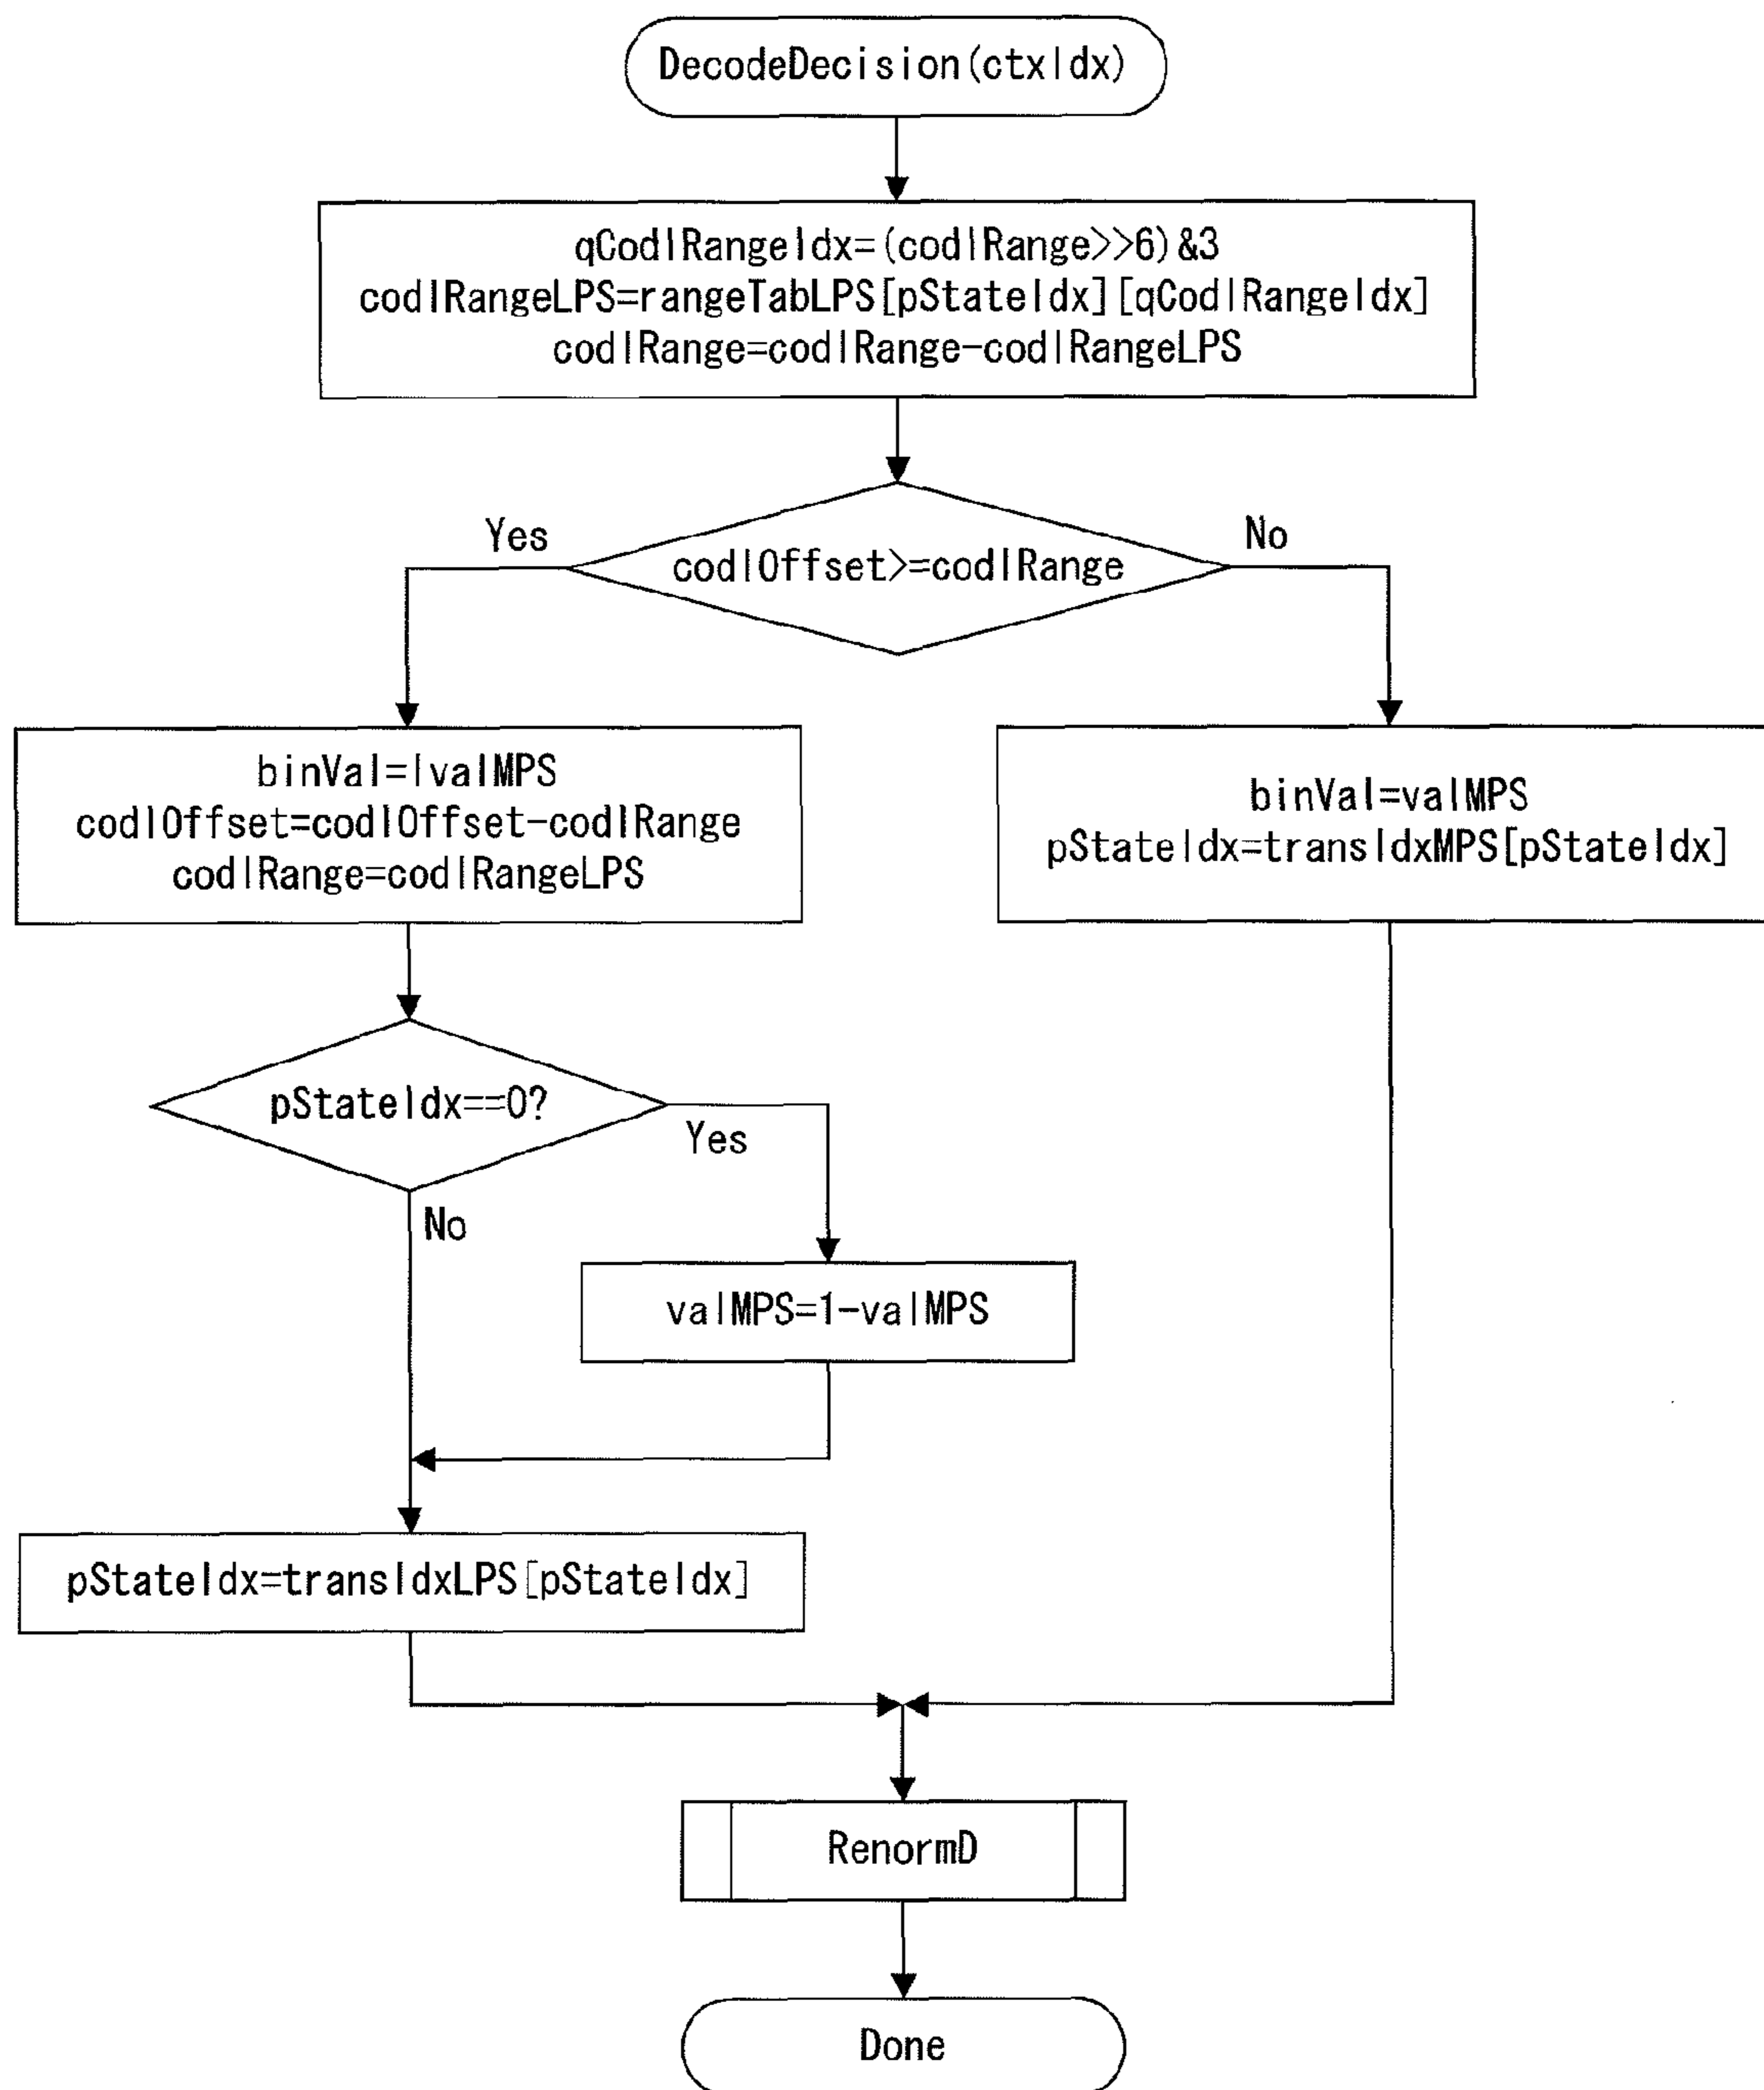 DecodeDecision(ctxIdx)
qCodIRangeIdx=(codIRange>>6)&3
codIRangeLPS=rangeTabLPS[pStateIdx][qCodIRangeIdx]
codIRange=codIRange-codIRangeLPS
Yes
No
codIOffset>=codIRange
binVal=!valMPS
codIOffset=codIOffset-codIRange
codIRange=codIRangeLPS
binVal=valMPS
pStateIdx=transIdxMPS[pStateIdx]
pStateIdx==0?
Yes
No
valMPS=1-valMPS
pStateIdx=transIdxLPS[pStateIdx]
RenormD
Done